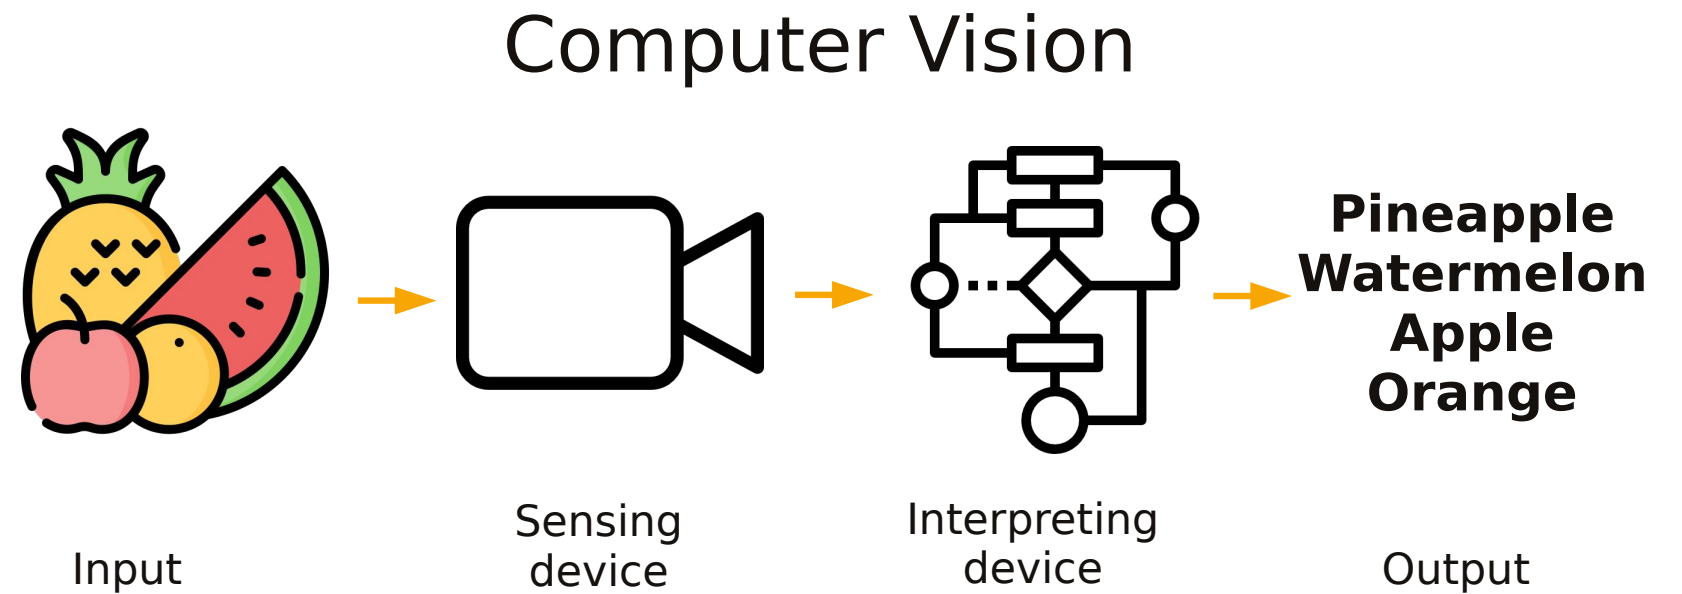 Computer Vision
Pineapple
Watermelon
Apple
Orange
Input
Sensing
device
Interpreting
device
Output